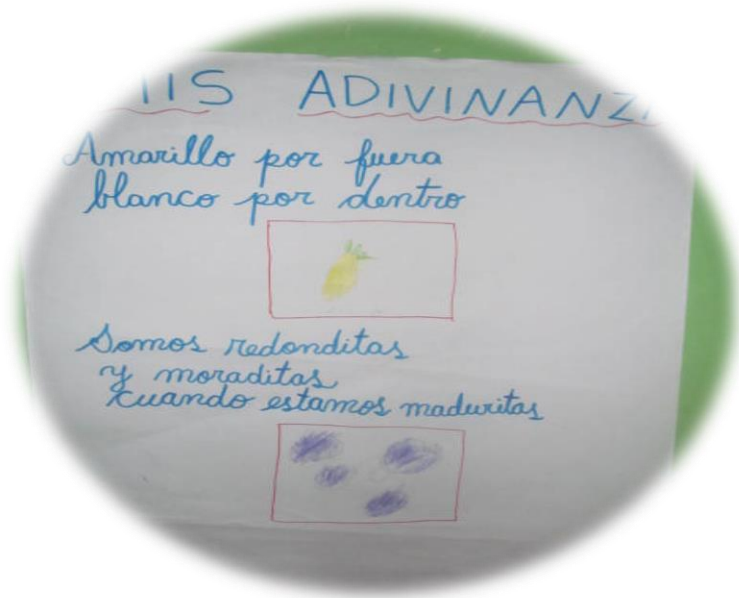 IIS ADIVINANZ
Amarillo por fuera
blanco por dentro
Somos redonditas
y moraditas
cuando estamos maduritas